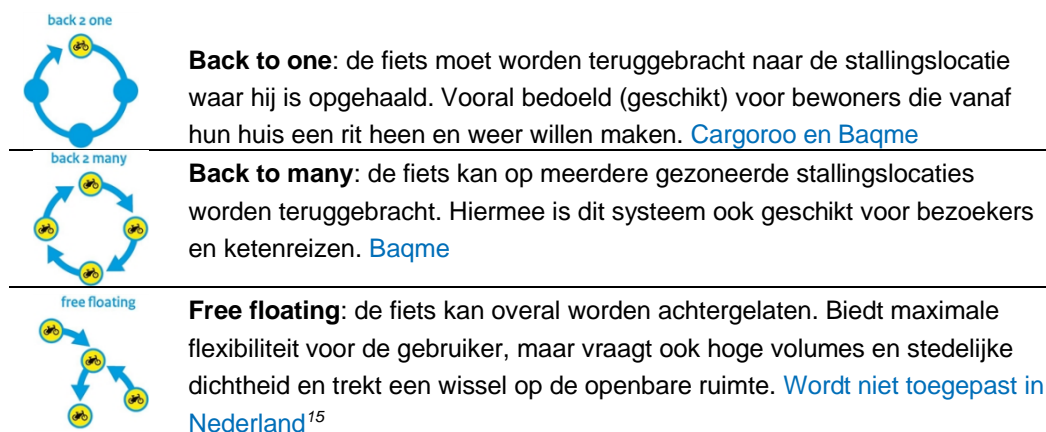 back 2 one
Back to one: de fiets moet worden teruggebracht naar de stallingslocatie
waar hij is opgehaald. Vooral bedoeld (geschikt) voor bewoners die vanaf
hun huis een rit heen en weer willen maken. Cargoroo en Baqme
back 2 many
Back to many: de fiets kan op meerdere gezoneerde stallingslocaties
worden teruggebracht. Hiermee is dit systeem ook geschikt voor bezoekers
en ketenreizen. Baqme
free floating
Free floating: de fiets kan overal worden achtergelaten. Biedt maximale
flexibiliteit voor de gebruiker, maar vraagt ook hoge volumes en stedelijke
dichtheid en trekt een wissel op de openbare ruimte. Wordt niet toegepast in
Nederland15